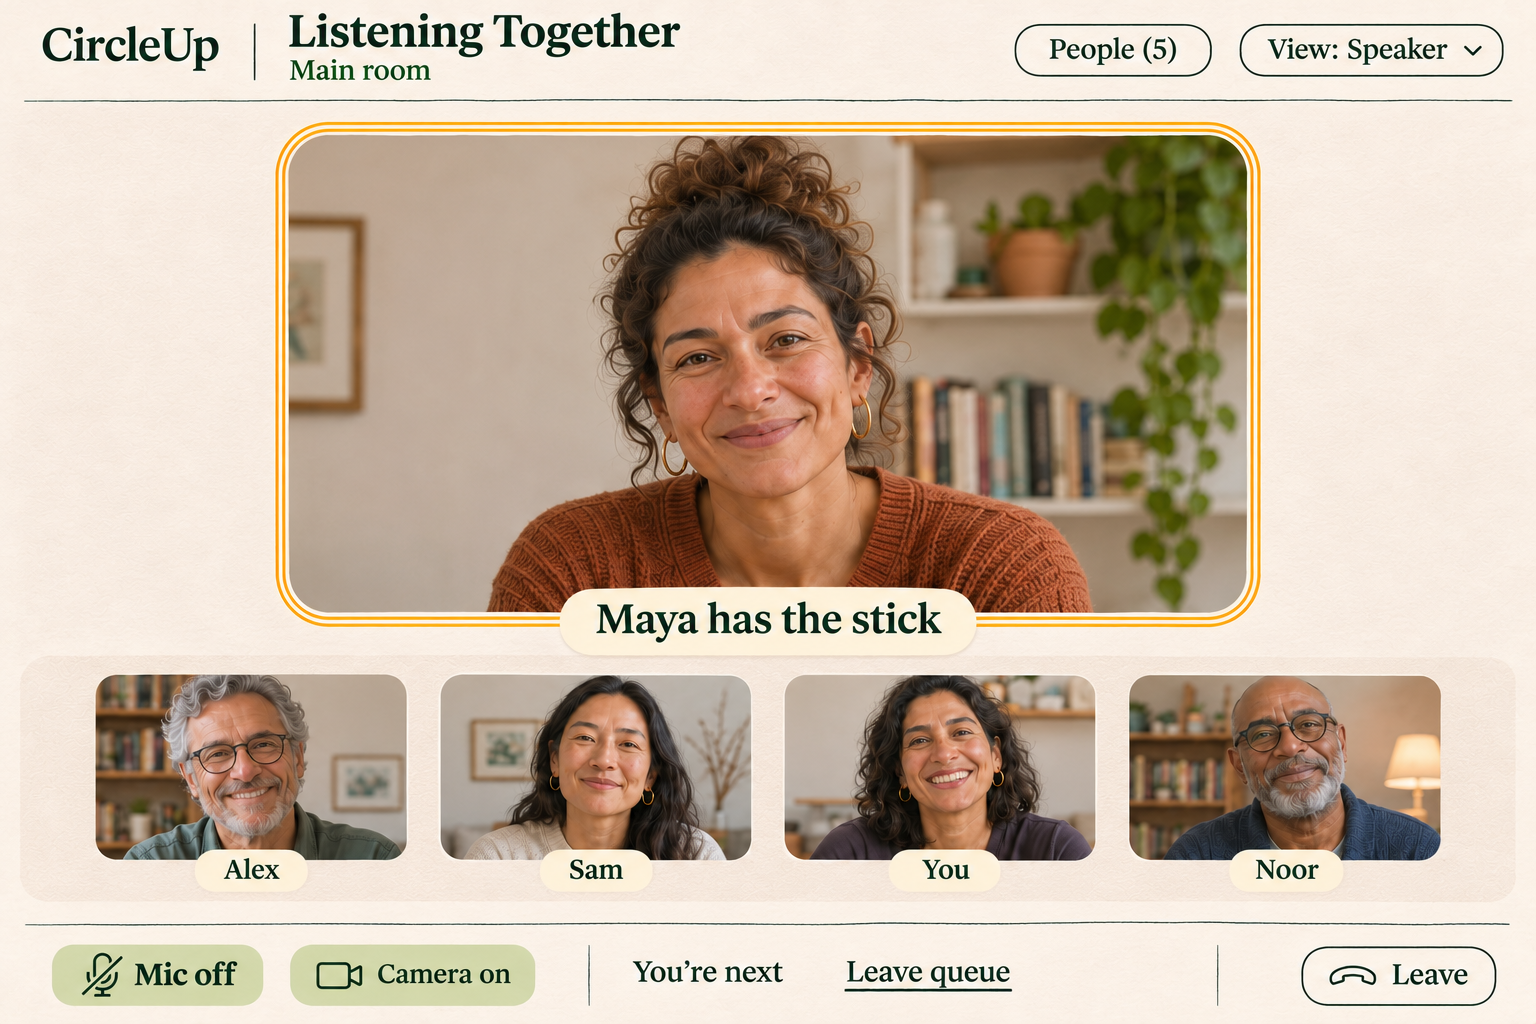 CircleUp
Listening Together
Main room
People (5)
View: Speaker
Maya has the stick
Alex
Sam
You
Noor
Mic off
Camera on
You’re next
Leave queue
Leave